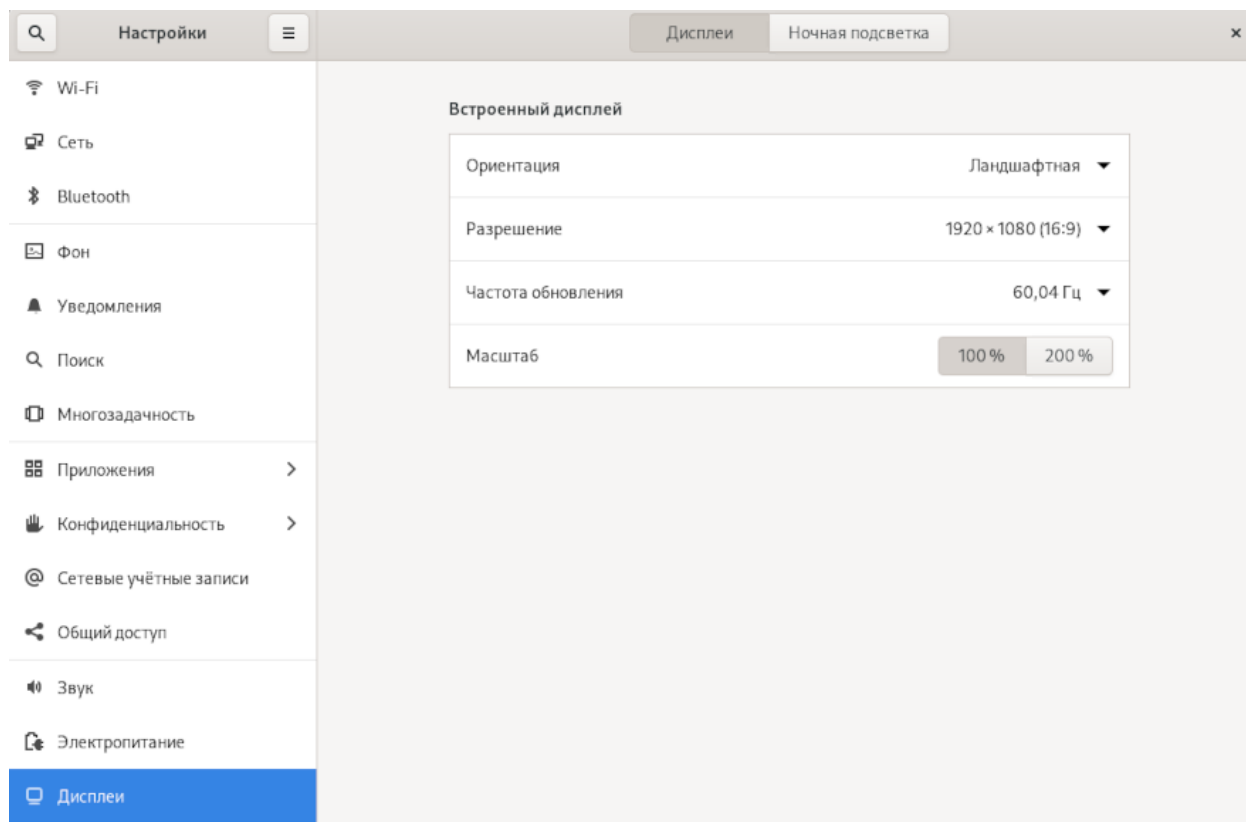 Настройки
Дисплеи
Ночная подсветка
Wi-Fi
Сеть
Bluetooth
Фон
Уведомления
Поиск
Многозадачность
Приложения
Конфиденциальность
Сетевые учётные записи
Общий доступ
Звук
Электропитание
Дисплеи
Встроенный дисплей
Ориентация Ландшафтная
Разрешение 1920 × 1080 (16:9)
Частота обновления 60,04 Гц
Масштаб 100 % 200 %